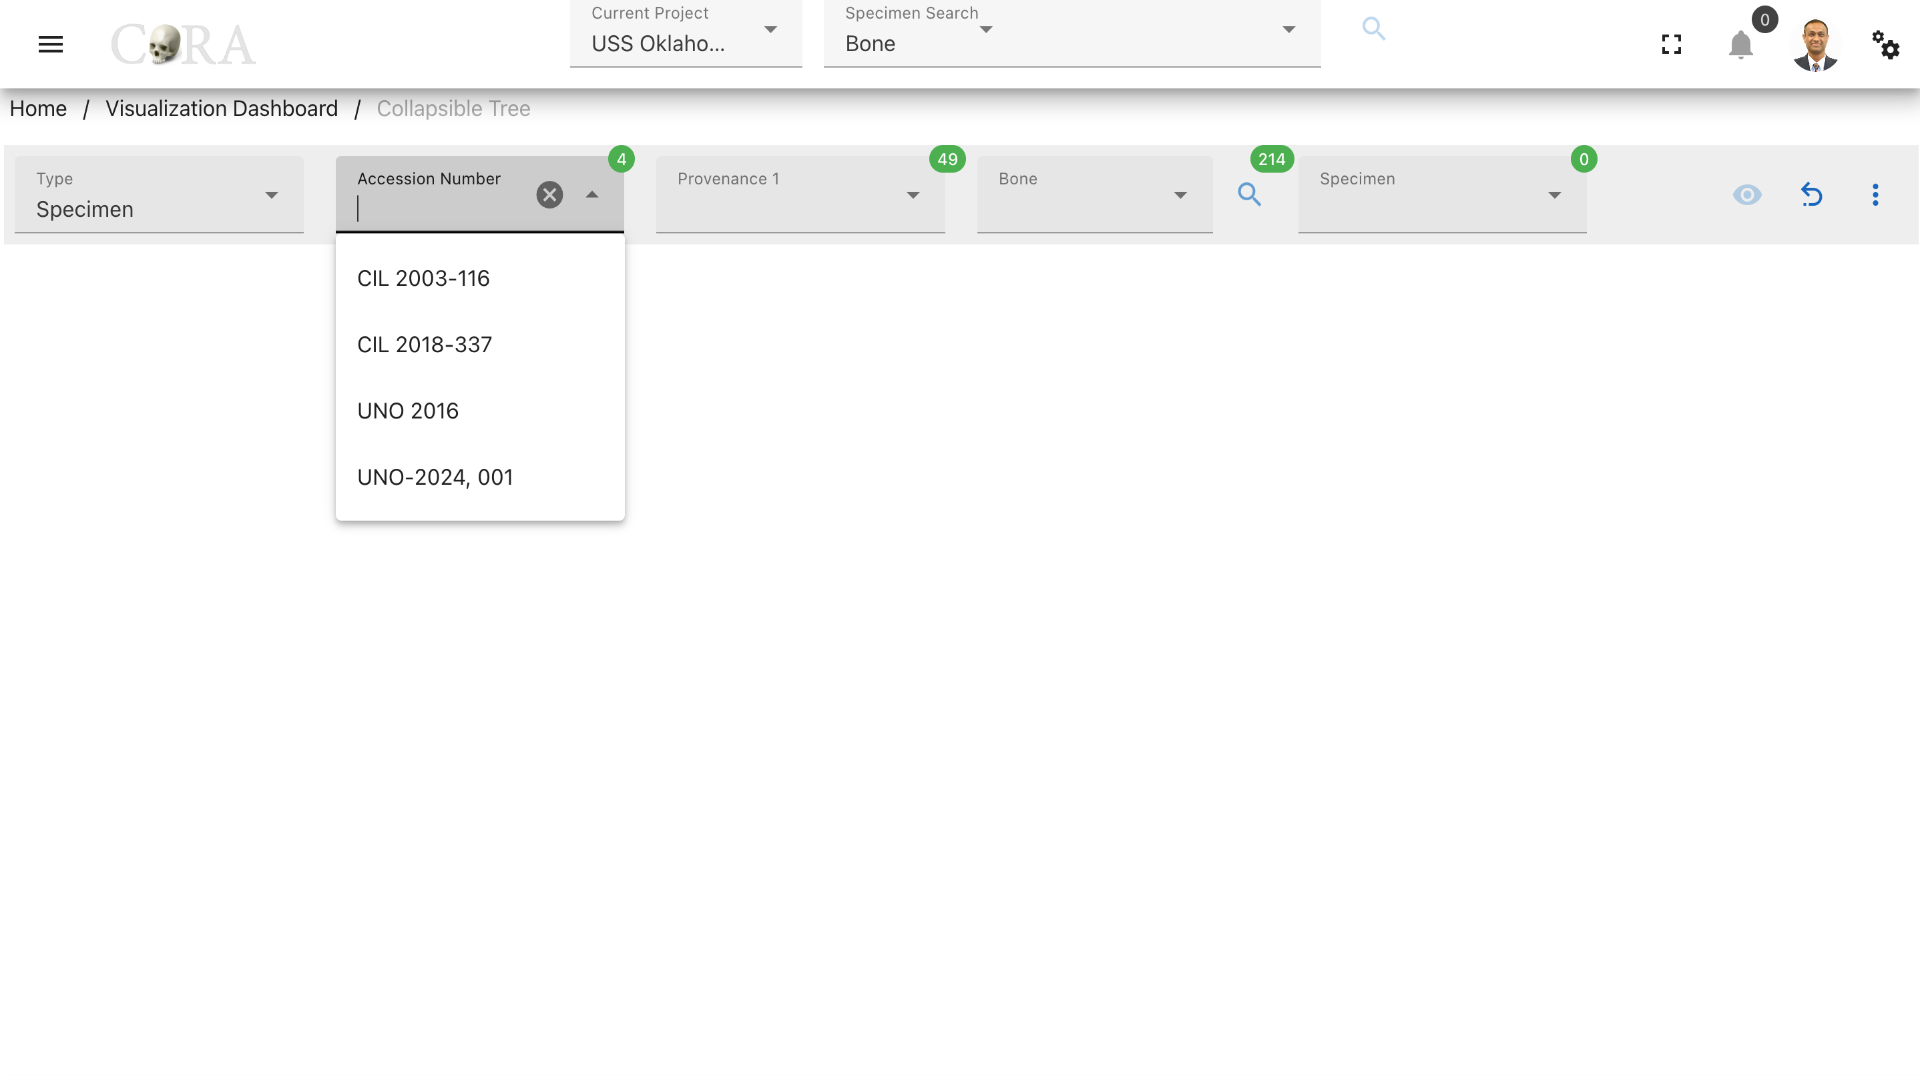 CORA
Current Project
USS Oklaho...
Specimen Search
Bone
0
Home / Visualization Dashboard / Collapsible Tree
Type
Specimen
Accession Number
4
Provenance 1
49
Bone
214
Specimen
0
CIL 2003-116
CIL 2018-337
UNO 2016
UNO-2024, 001